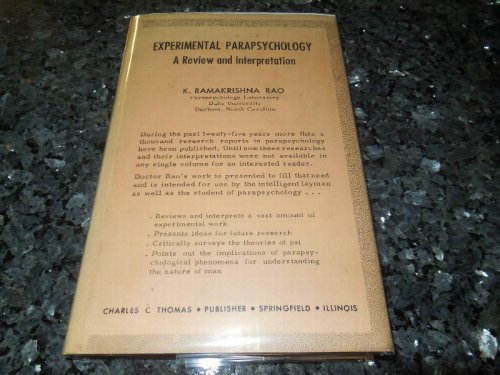 EXPERIMENTAL PARAPSYCHOLOGY
A Review and Interpretation
K. RAMAKRISHNA RAO
Parapsychology Laboratory
Duke University
Durham, North Carolina
During the past twenty-five years more than a
thousand research reports in parapsychology
have been published. Until now these researches
and their interpretations were not available in
any single volume for an interested reader.
Doctor Rao's work is presented to fill that need
and is intended for use by the intelligent layman
as well as the student of parapsychology . . .
. Reviews and interprets a vast amount of
experimental work
. Presents ideas for future research
. Critically surveys the theories of psi
. Points out the implications of parapsy-
chological phenomena for understanding
the nature of man
CHARLES C THOMAS • PUBLISHER • SPRINGFIELD • ILLINOIS